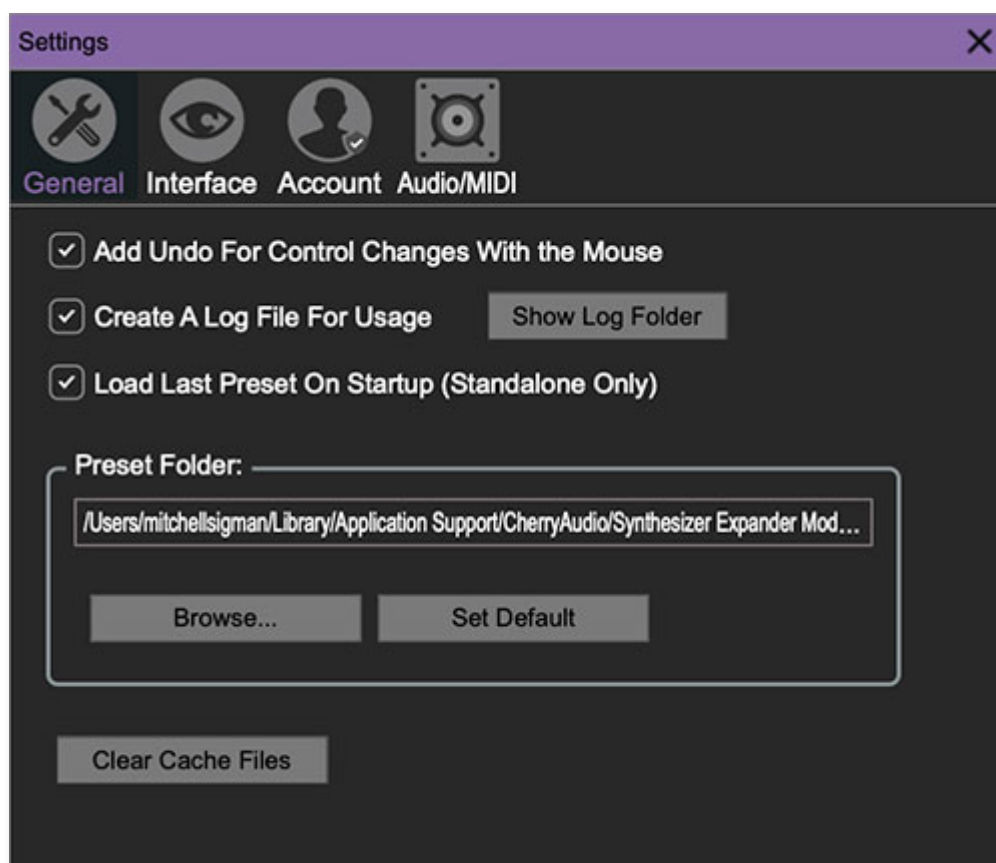 Settings
General Interface Account Audio/MIDI
Add Undo For Control Changes With the Mouse
Create A Log File For Usage Show Log Folder
Load Last Preset On Startup (Standalone Only)
Preset Folder:
/Users/mitchellsigman/Library/Application Support/CherryAudio/Synthesizer Expander Mod...
Browse... Set Default
Clear Cache Files